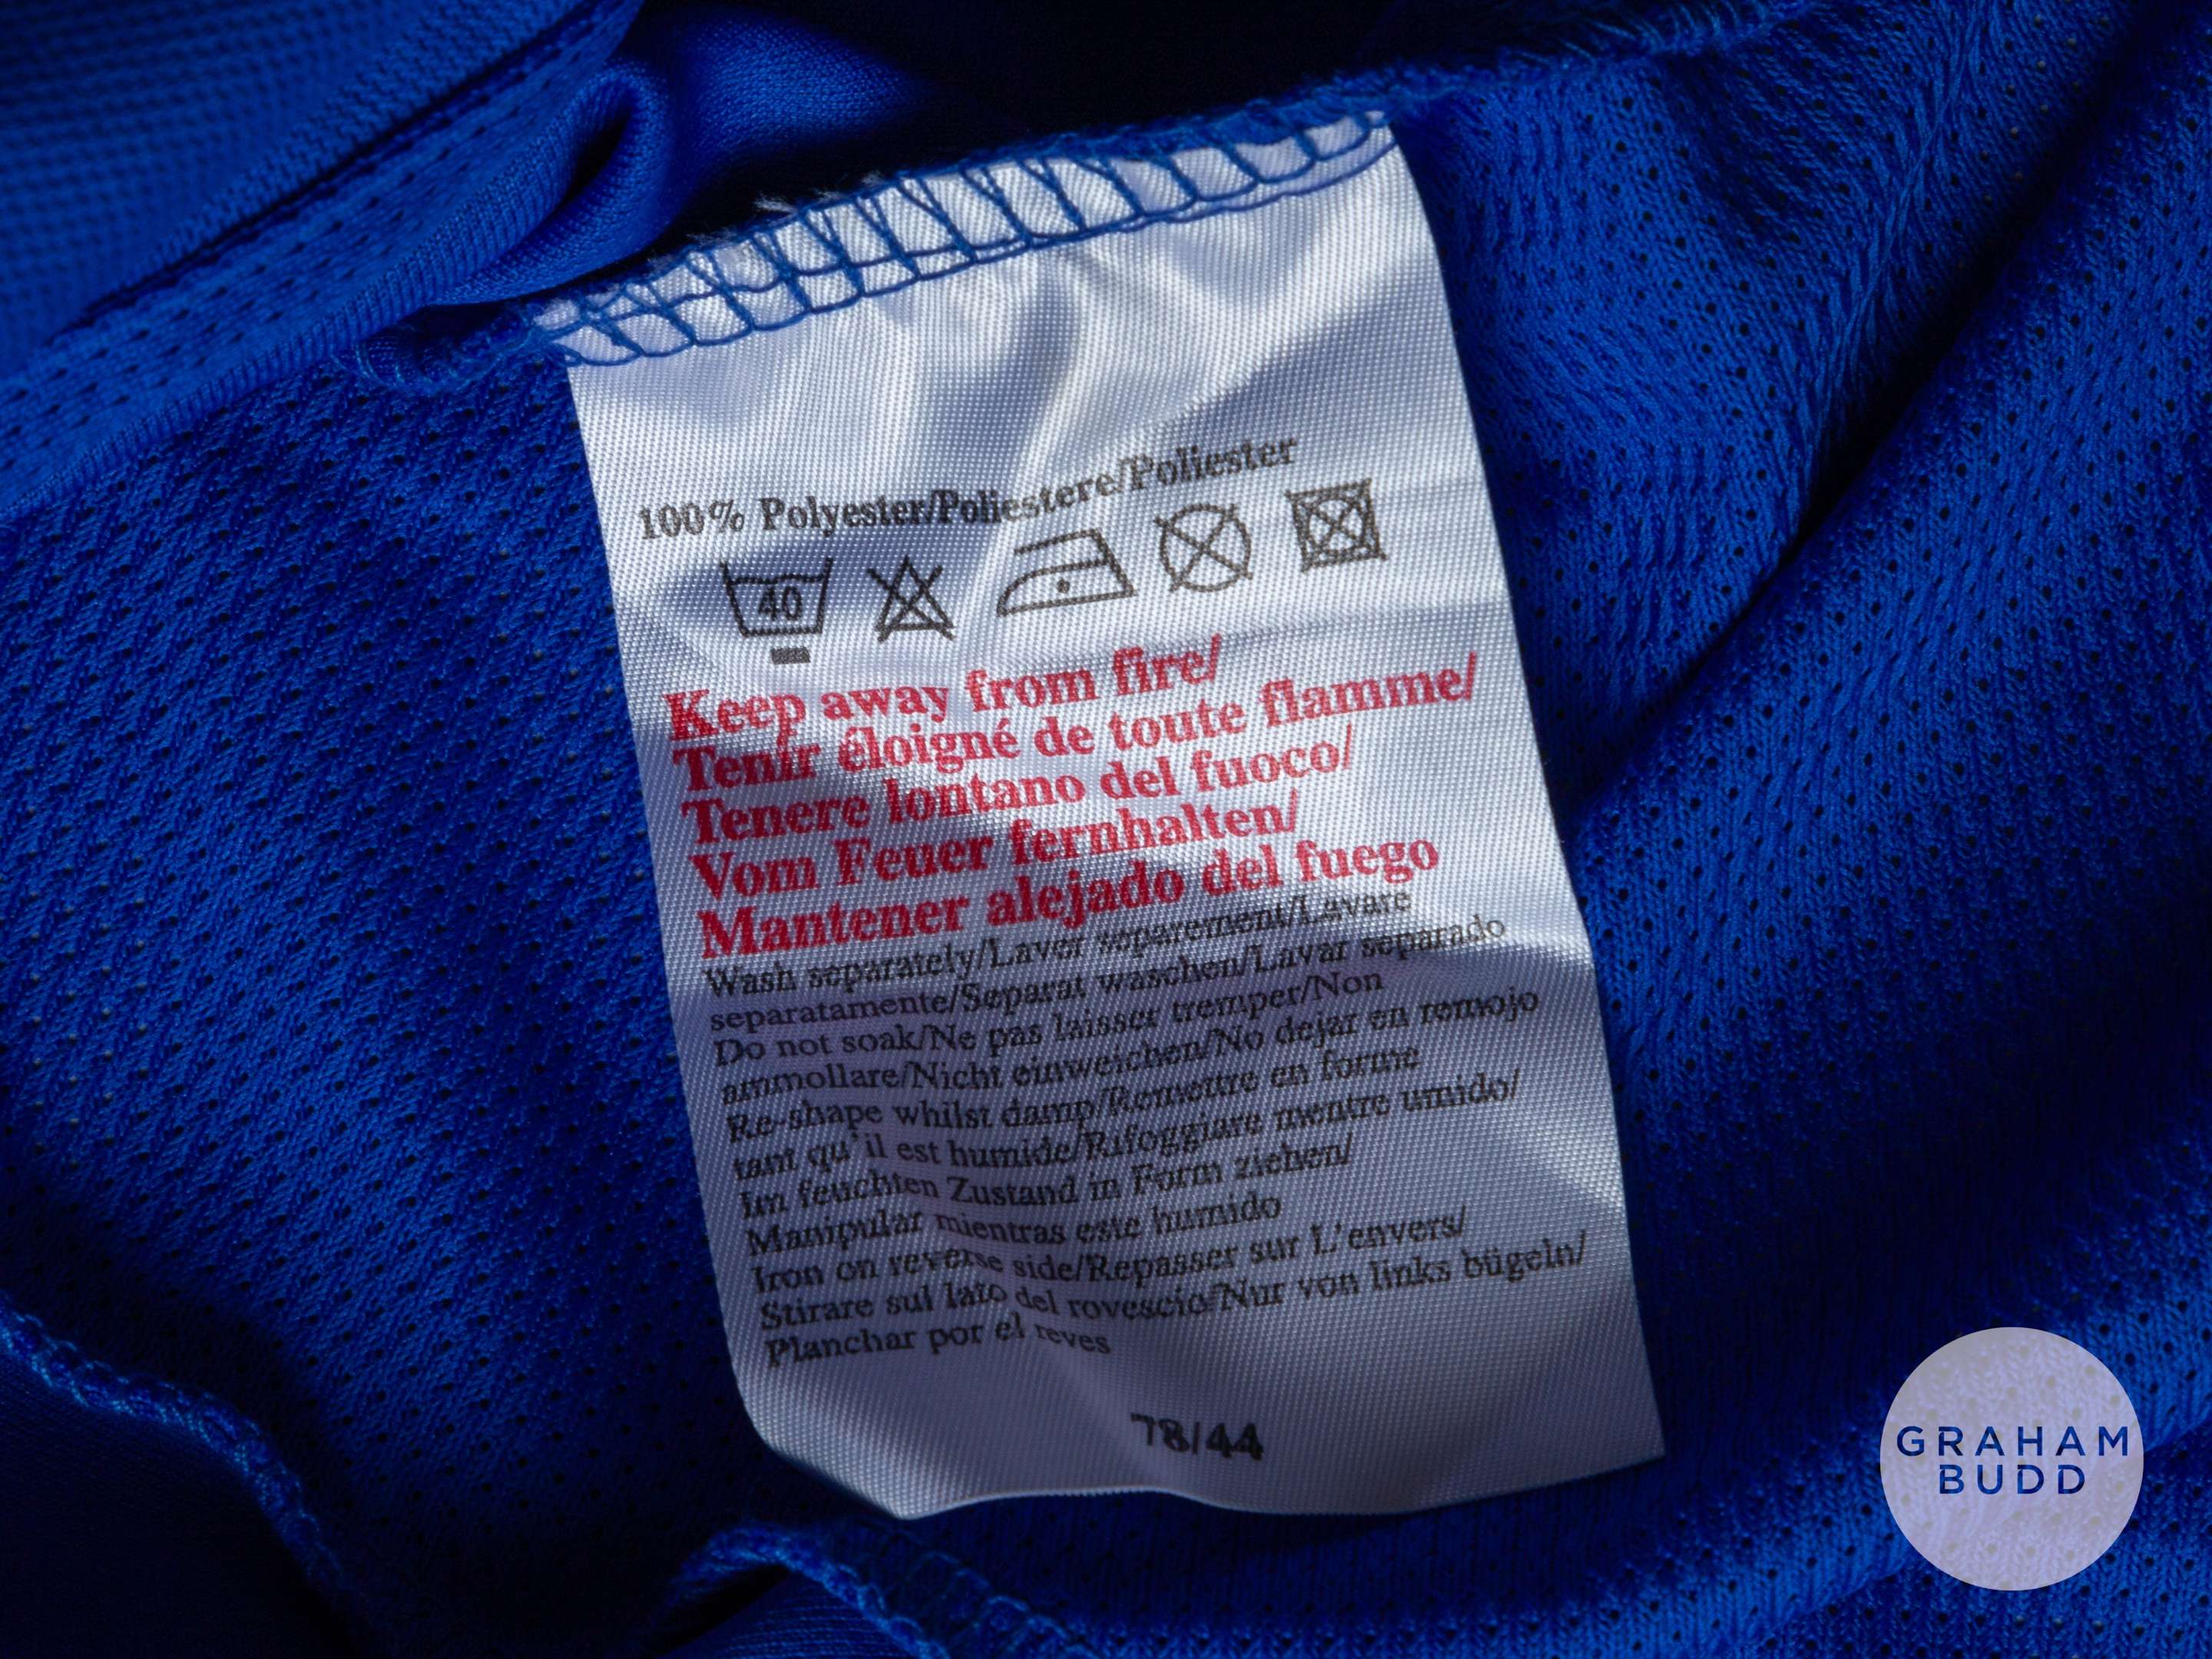 100% Polyester/Poliestere/Poliester
40
Keep away from fire/
Tenir éloigné de toute flamme/
Tenere lontano del fuoco/
Vom Feuer fernhalten/
Mantener alejado del fuego
Wash separately/Laver separement/Lavare
separatamente/Separat waschen/Lavar separado
Do not soak/Ne pas laisser tremper/Non
ammollare/Nicht einweichen/No dejar en remojo
Re-shape whilst damp/Remettre en forme
tant qu'il est humide/Rifoggiare mentre umido/
Im feuchten Zustand in Form ziehen/
Manipular mientras este humido
Iron on reverse side/Repasser sur L'envers/
Stirare sul lato del rovescio/Nur von links bügeln/
Planchar por el reves
78/44
GRAHAM
BUDD